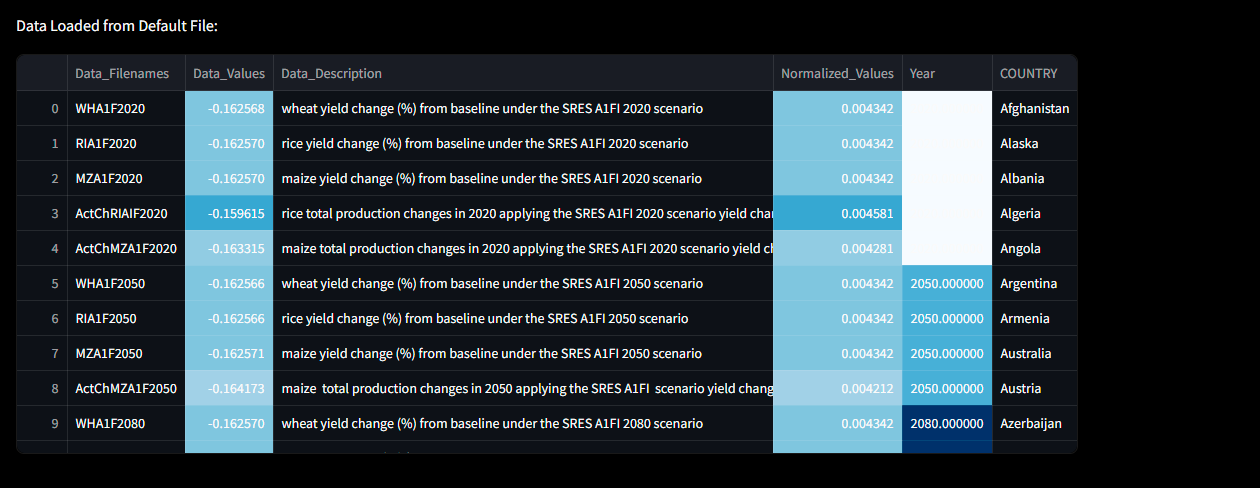 Data Loaded from Default File:
Data_Filenames Data_Values Data_Description Normalized_Values Year COUNTRY
0 WHA1F2020 -0.162568 wheat yield change (%) from baseline under the SRES A1FI 2020 scenario 0.004342 Afghanistan
1 RIA1F2020 -0.162570 rice yield change (%) from baseline under the SRES A1FI 2020 scenario 0.004342 Alaska
2 MZA1F2020 -0.162570 maize yield change (%) from baseline under the SRES A1FI 2020 scenario 0.004342 Albania
3 ActChRIAIF2020 -0.159615 rice total production changes in 2020 applying the SRES A1FI 2020 scenario yield chan 0.004581 Algeria
4 ActChMZA1F2020 -0.163315 maize total production changes in 2020 applying the SRES A1FI 2020 scenario yield ch 0.004281 Angola
5 WHA1F2050 -0.162566 wheat yield change (%) from baseline under the SRES A1FI 2050 scenario 0.004342 2050.000000 Argentina
6 RIA1F2050 -0.162566 rice yield change (%) from baseline under the SRES A1FI 2050 scenario 0.004342 2050.000000 Armenia
7 MZA1F2050 -0.162571 maize yield change (%) from baseline under the SRES A1FI 2050 scenario 0.004342 2050.000000 Australia
8 ActChMZA1F2050 -0.164173 maize total production changes in 2050 applying the SRES A1FI scenario yield chang 0.004212 2050.000000 Austria
9 WHA1F2080 -0.162570 wheat yield change (%) from baseline under the SRES A1FI 2080 scenario 0.004342 2080.000000 Azerbaijan